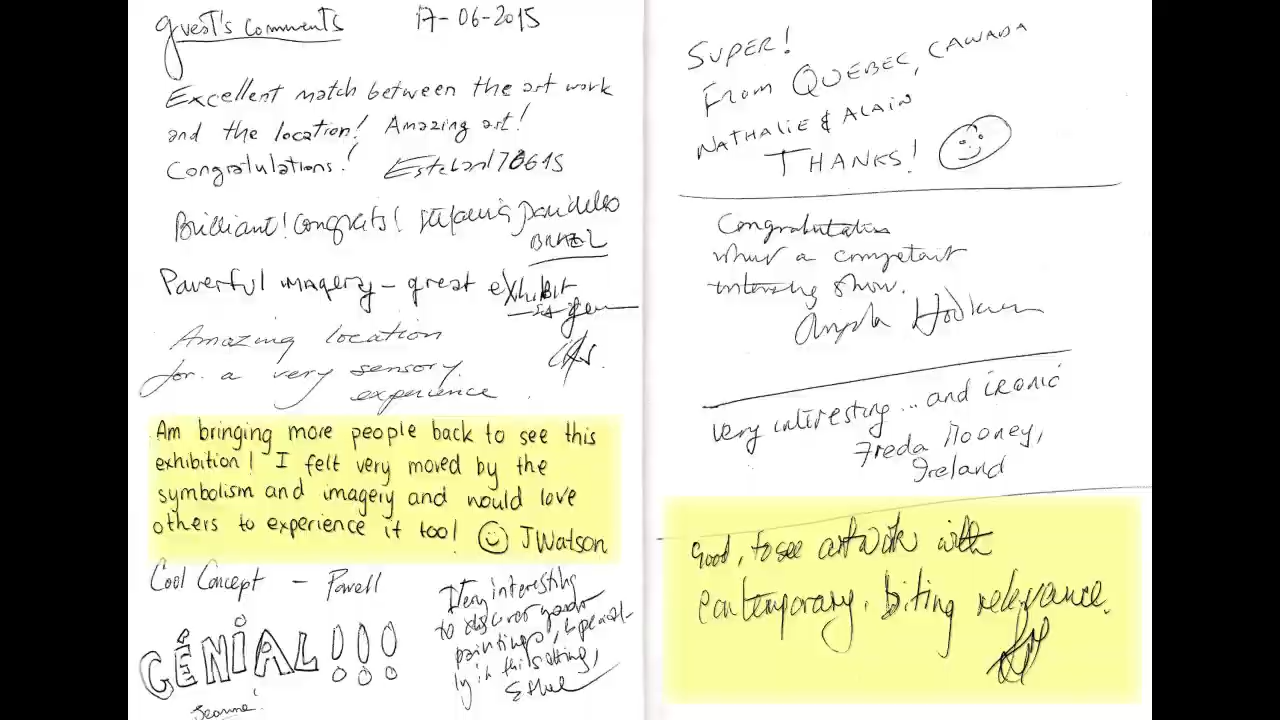 guest's comments 17-06-2015
Excellent match between the art work
and the location! Amazing art!
Congratulations! Esteban 170615
Brilliant! Congrats!
BRAZIL
Powerful imagery - great exhibit
Amazing location
for a very sensory
experience.
Am bringing more people back to see this
exhibition! I felt very moved by the
symbolism and imagery and would love
others to experience it too! JWatson
Cool Concept - Powell
GÉNIAL!!!
Jeanne
Very interesting
to discover your
paintings, especial-
ly in this setting,
SUPER!
From QUEBEC, CANADA
NATHALIE & ALAIN
THANKS!
Congratulations
what a competent
interesting show.
Angela
Very interesting... and ironic
Freda Mooney,
Ireland
Good, to see artwork with
contemporary, biting relevance.